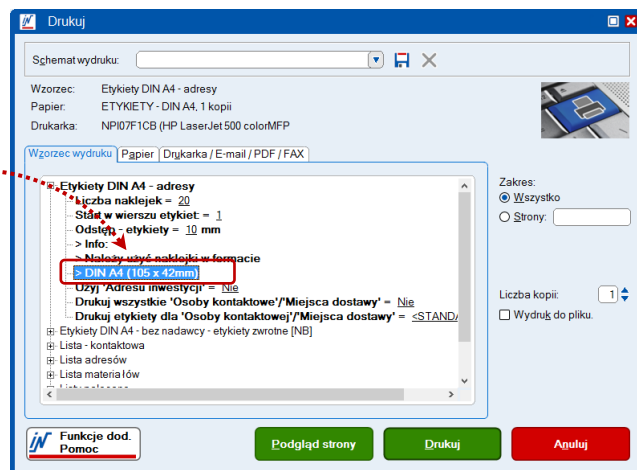 Drukuj
Schemat wydruku:
Wzorzec: Etykiety DIN A4 - adresy
Papier: ETYKIETY - DIN A4, 1 kopii
Drukarka: NPI07F1CB (HP LaserJet 500 colorMFP
Wzorzec wydruku Papier Drukarka / E-mail / PDF / FAX
Etykiety DIN A4 - adresy
Liczba naklejek = 20
Start w wierszu etykiet: = 1
Odstęp - etykiety = 10 mm
> Info:
> Należy użyć naklejki w formacie
> DIN A4 (105 x 42mm)
Użyj 'Adresu inwestycji' = Nie
Drukuj wszystkie 'Osoby kontaktowe'/'Miejsca dostawy' = Nie
Drukuj etykiety dla 'Osoby kontaktowej'/'Miejsca dostawy' = <STANDA
Etykiety DIN A4 - bez nadawcy - etykiety zwrotne [NB]
Lista - kontaktowa
Lista adresów
Lista materiałów
Zakres:
Wszystko
Strony:
Liczba kopii: 1
Wydruk do pliku.
Funkcje dod.
Pomoc
Podgląd strony
Drukuj
Anuluj